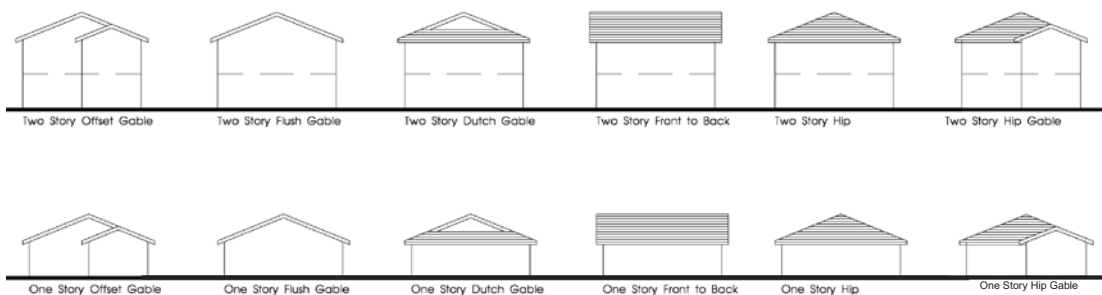 Two Story Offset Gable
Two Story Flush Gable
Two Story Dutch Gable
Two Story Front to Back
Two Story Hip
Two Story Hip Gable
One Story Offset Gable
One Story Flush Gable
One Story Dutch Gable
One Story Front to Back
One Story Hip
One Story Hip Gable